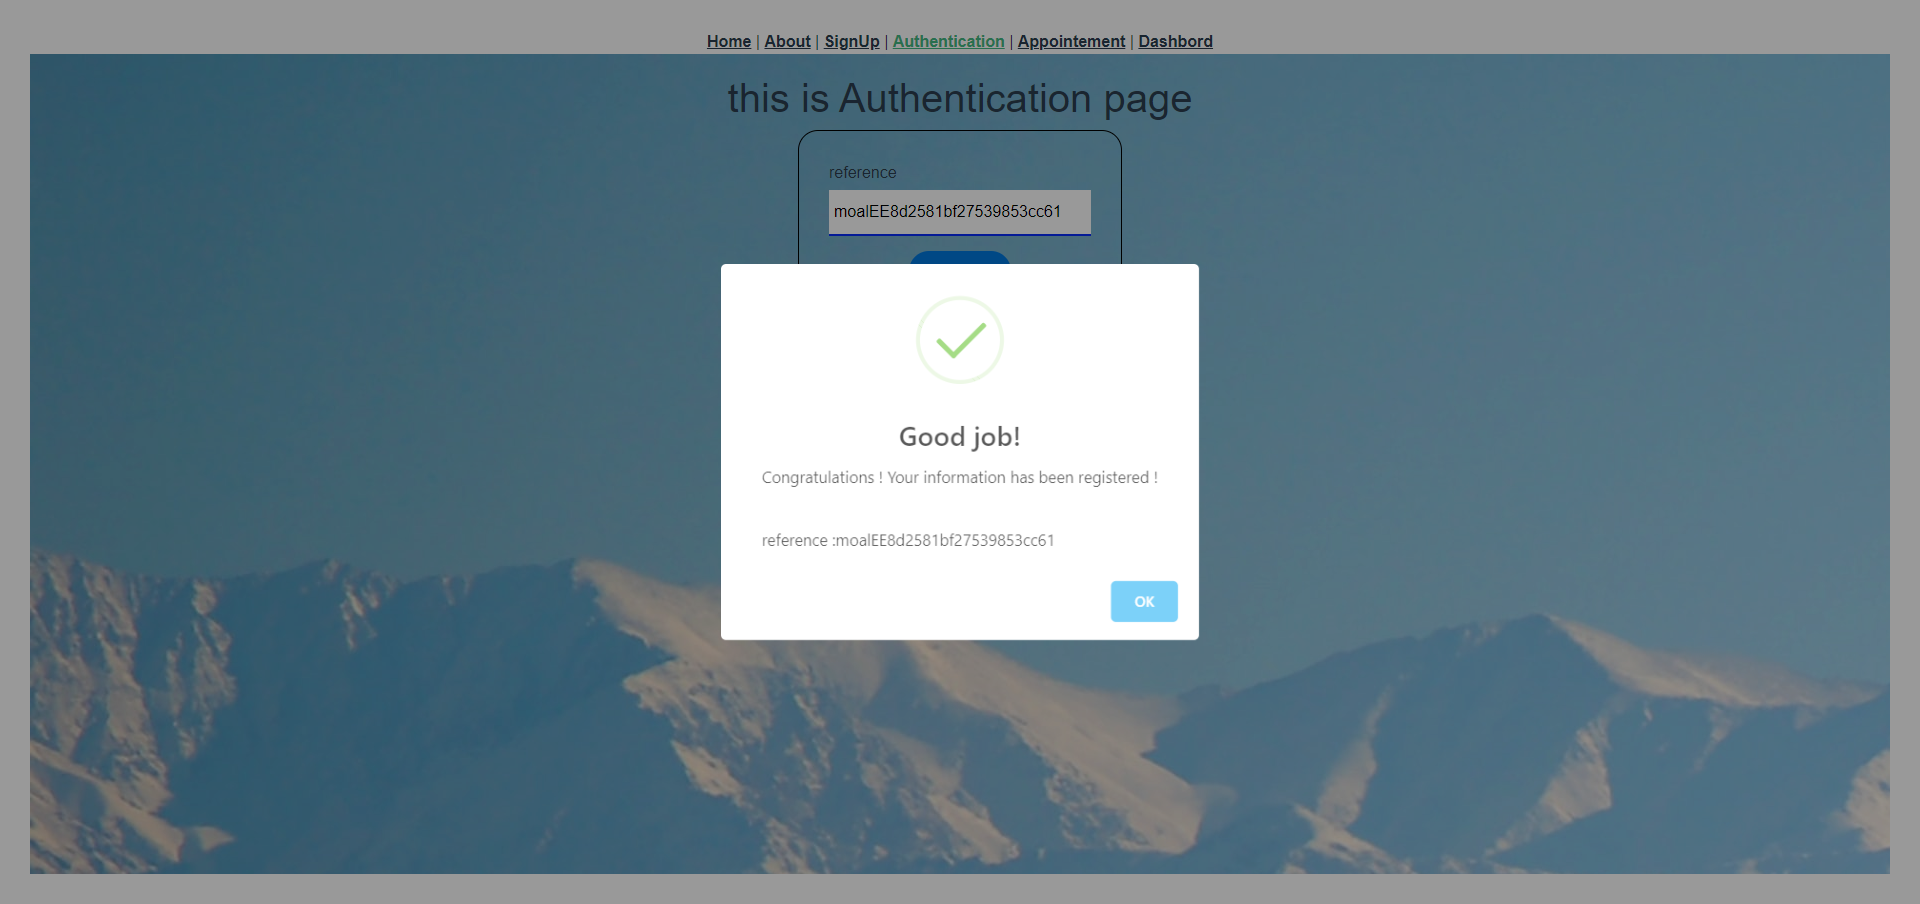 Home | About | SignUp | Authentication | Appointement | Dashbord
this is Authentication page
reference
moalEE8d2581bf27539853cc61
Good job!
Congratulations ! Your information has been registered !
reference :moalEE8d2581bf27539853cc61
OK